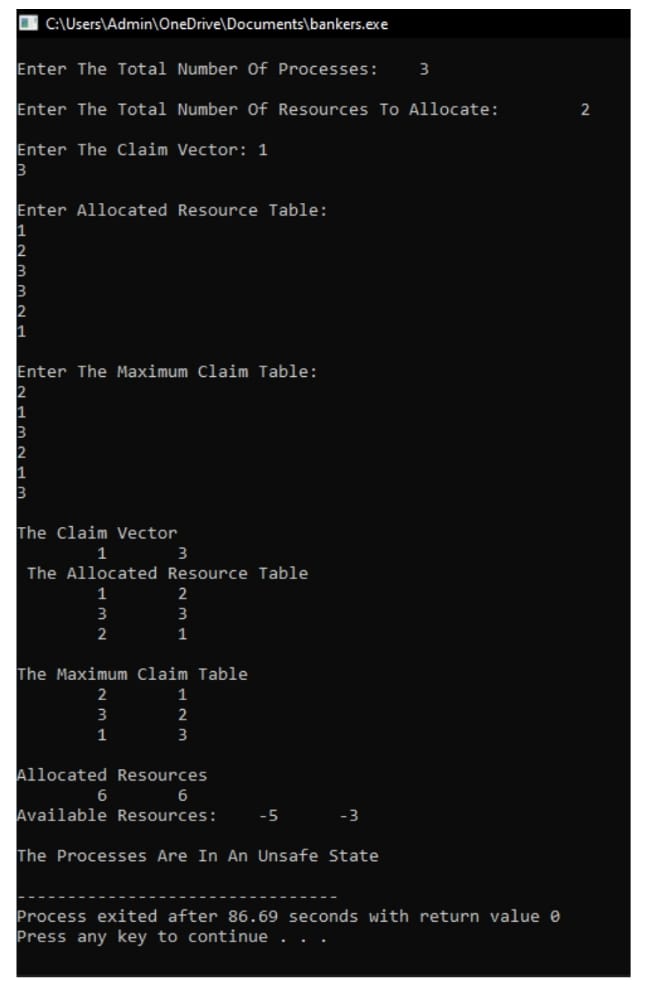 C:\Users\Admin\OneDrive\Documents\bankers.exe
Enter The Total Number Of Processes:    3
Enter The Total Number Of Resources To Allocate:        2
Enter The Claim Vector: 1
3
Enter Allocated Resource Table:
1
2
3
3
2
1
Enter The Maximum Claim Table:
2
1
3
2
1
3
The Claim Vector
1       3
The Allocated Resource Table
1       2
3       3
2       1
The Maximum Claim Table
2       1
3       2
1       3
Allocated Resources
6       6
Available Resources:    -5      -3
The Processes Are In An Unsafe State
--------------------------------
Process exited after 86.69 seconds with return value 0
Press any key to continue . . .